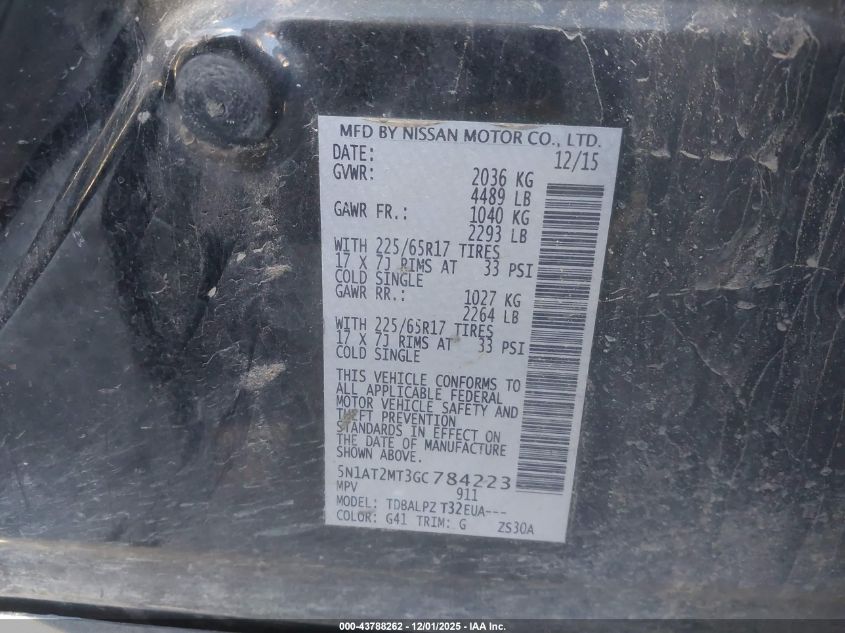 MFD BY NISSAN MOTOR CO., LTD.
DATE: 12/15
GVWR: 2036 KG
4489 LB
GAWR FR.: 1040 KG
2293 LB
WITH 225/65R17 TIRES
17 X 7J RIMS AT 33 PSI
COLD SINGLE
GAWR RR.: 1027 KG
2264 LB
WITH 225/65R17 TIRES
17 X 7J RIMS AT 33 PSI
COLD SINGLE
THIS VEHICLE CONFORMS TO
ALL APPLICABLE FEDERAL
MOTOR VEHICLE SAFETY AND
THEFT PREVENTION
STANDARDS IN EFFECT ON
THE DATE OF MANUFACTURE
SHOWN ABOVE.
5N1AT2MT3GC784223
MPV 911
MODEL: TDBALPZ T32EUA---
COLOR: G41 TRIM: G ZS30A
000-43788262 - 12/01/2025 - IAA Inc.